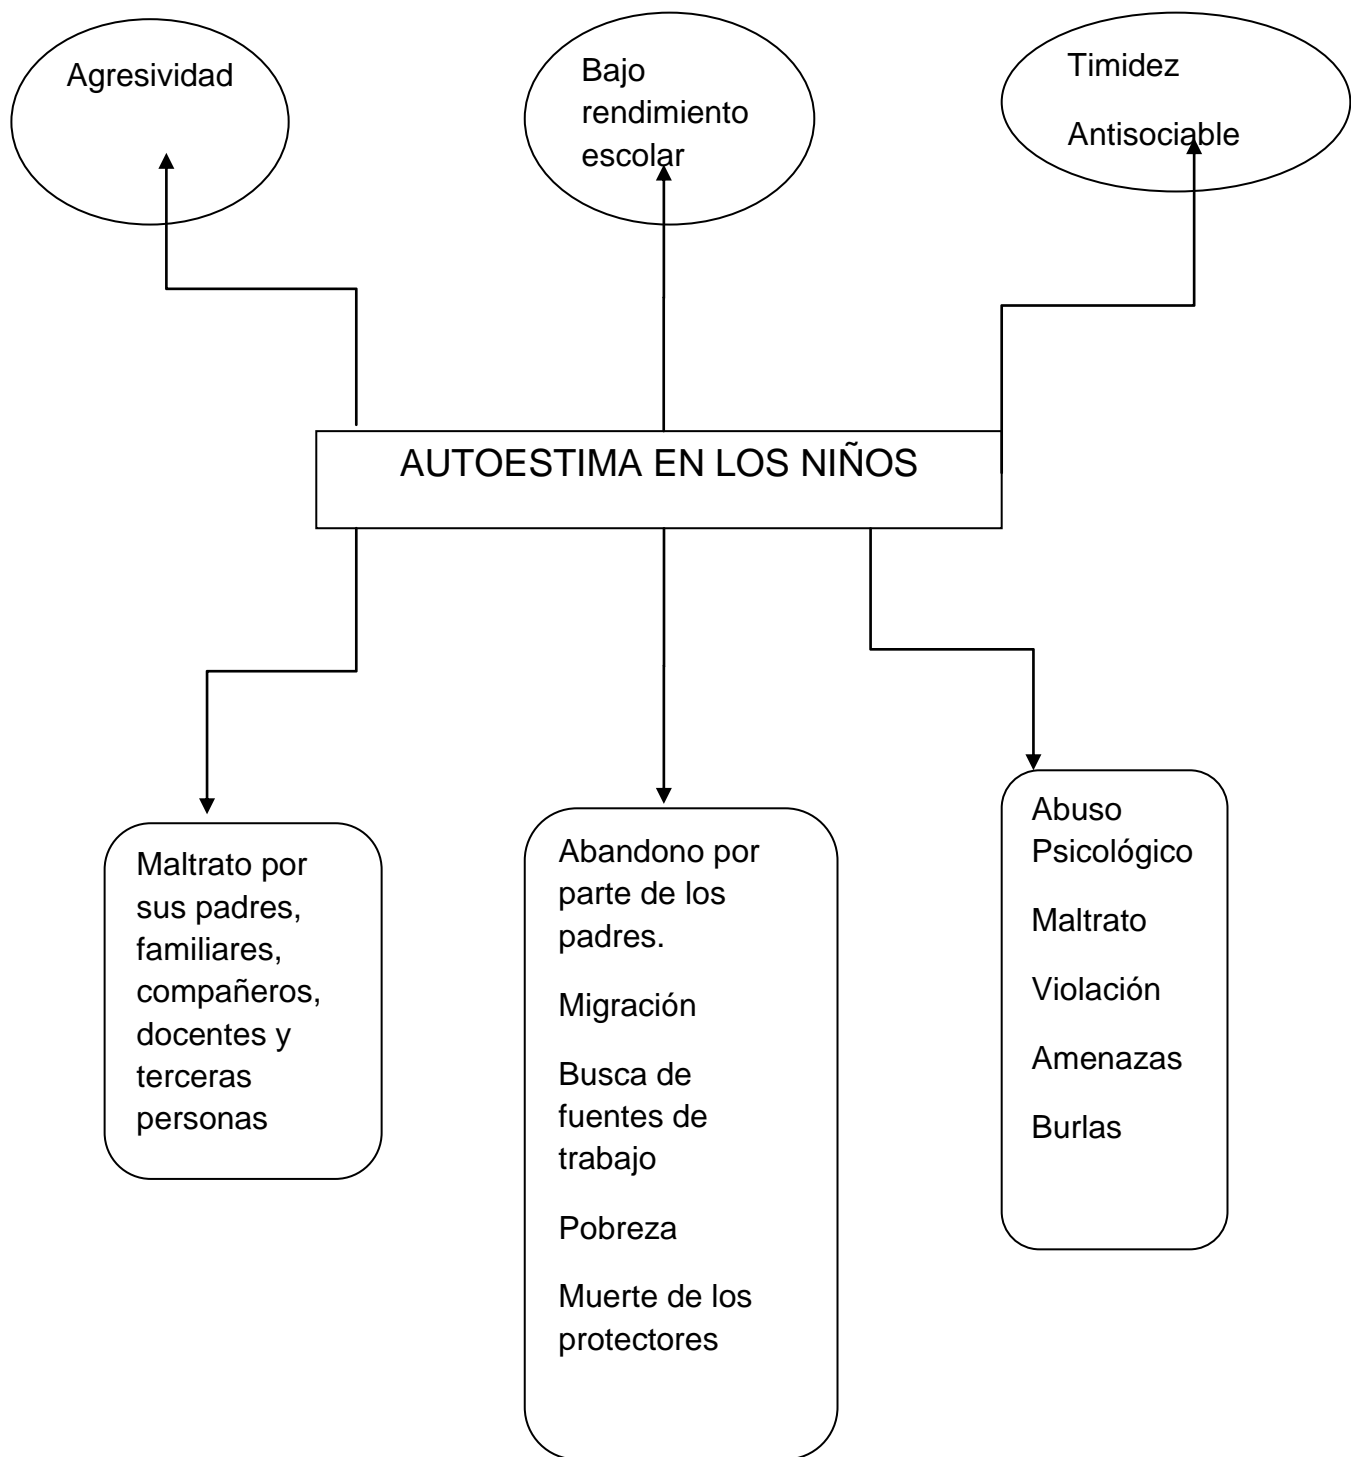 Agresividad
Bajo
rendimiento
escolar
Timidez
Antisociable
AUTOESTIMA EN LOS NIÑOS
Maltrato por
sus padres,
familiares,
compañeros,
docentes y
terceras
personas
Abandono por
parte de los
padres.
Migración
Busca de
fuentes de
trabajo
Pobreza
Muerte de los
protectores
Abuso
Psicológico
Maltrato
Violación
Amenazas
Burlas